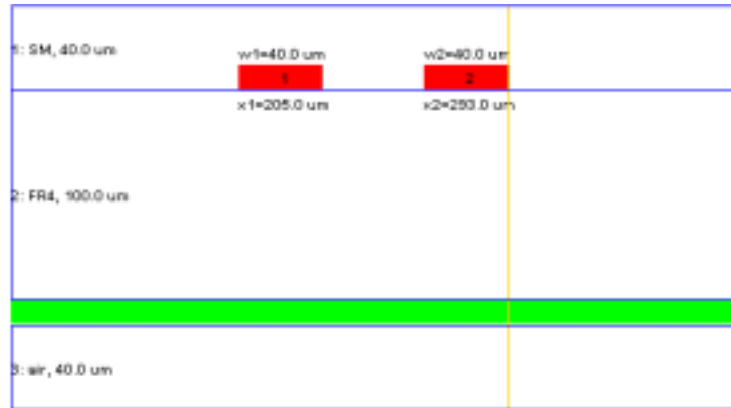 1: SM, 40.0 um
w1=40.0 um
w2=40.0 um
1
2
x1=205.0 um
x2=293.0 um
2: FR4, 100.0 um
3: air, 40.0 um